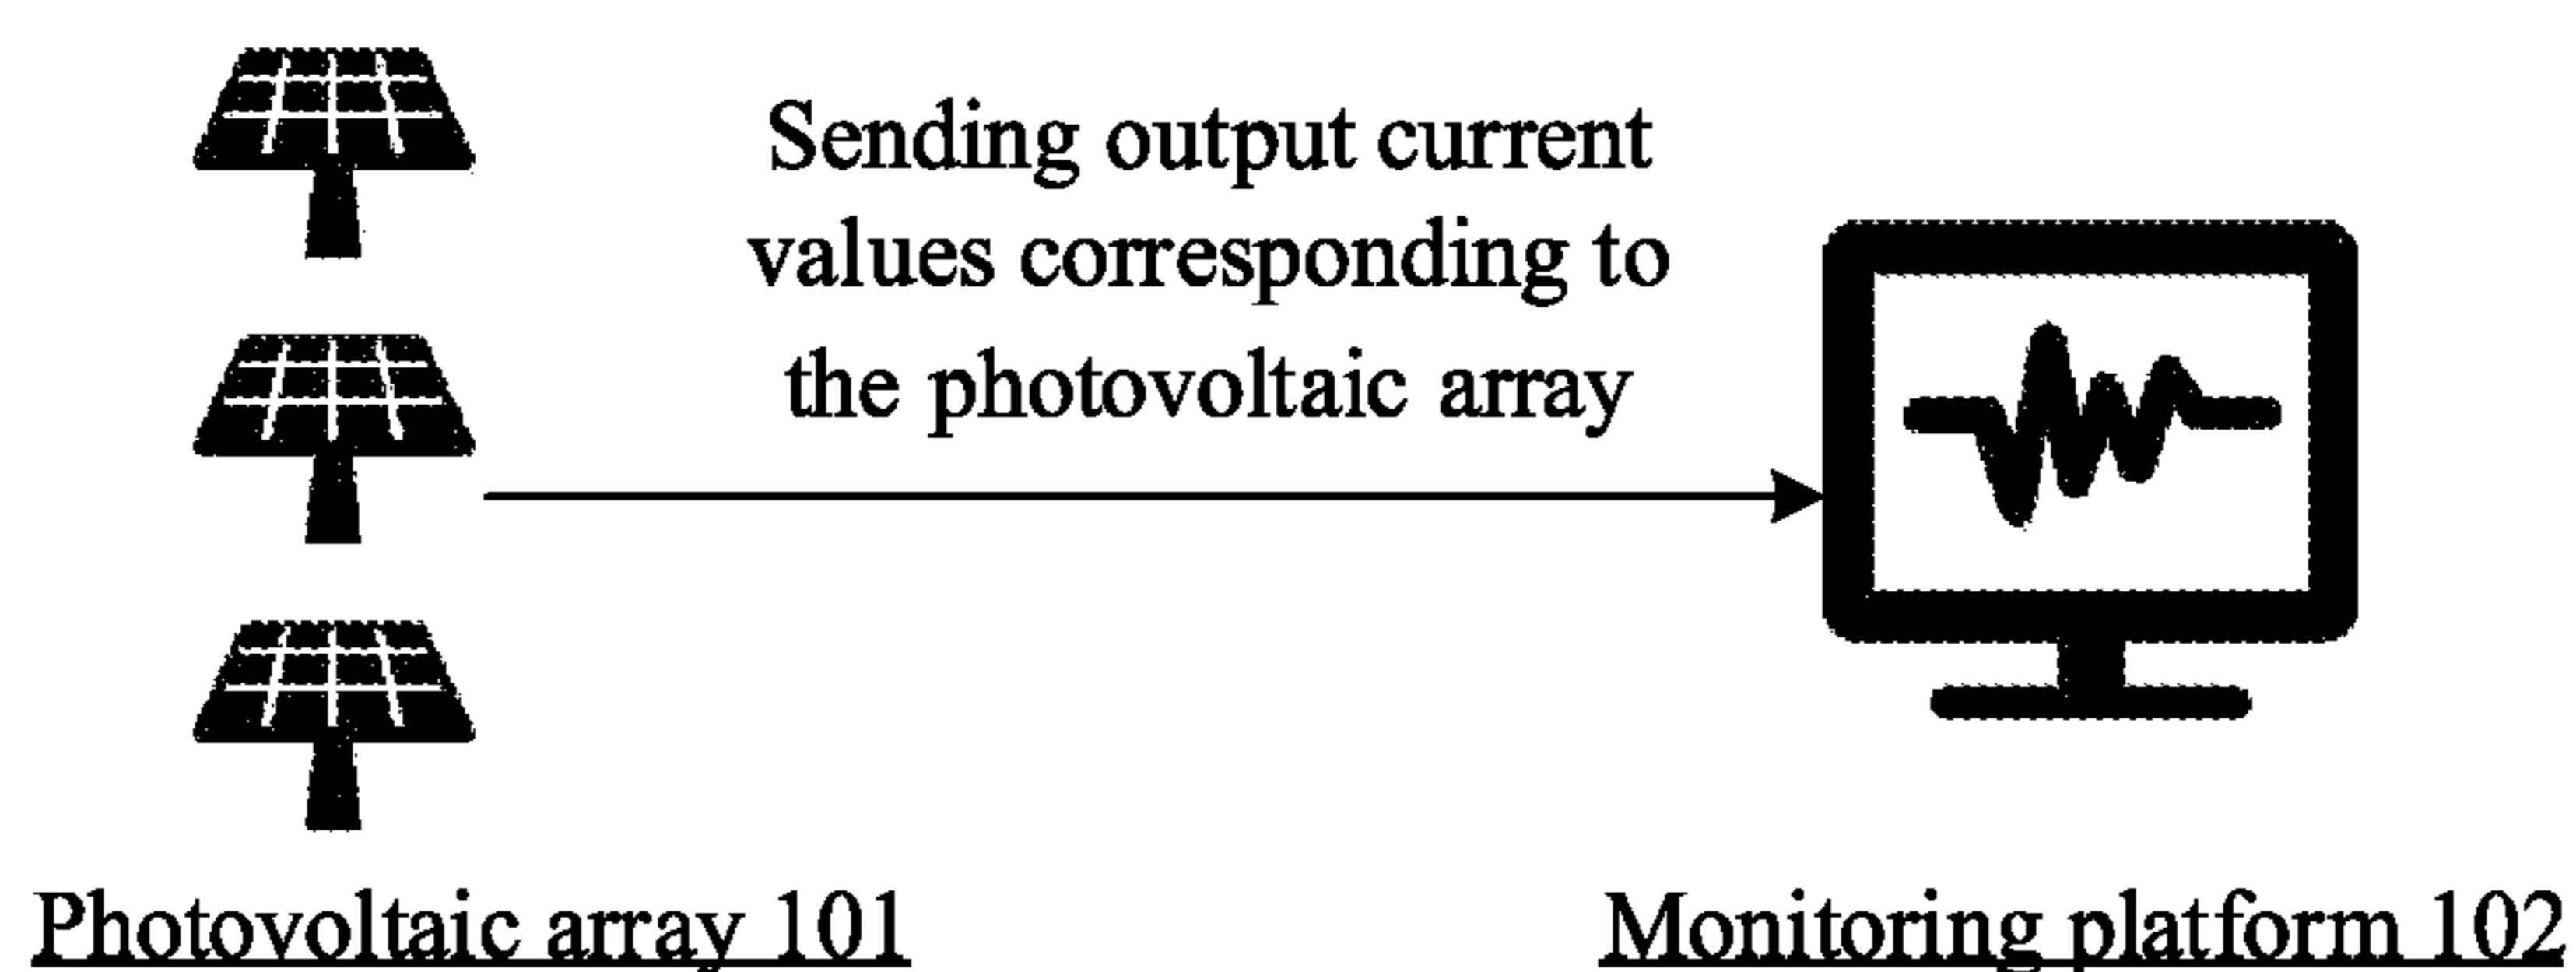 Sending output current
values corresponding to
the photovoltaic array
Photovoltaic array 101
Monitoring platform 102